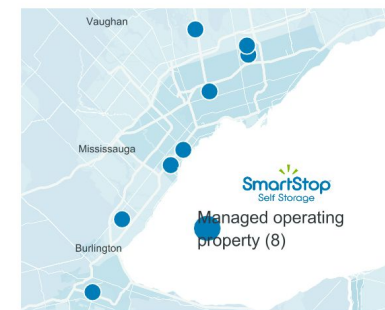 Vaughan
Mississauga
SmartStop
Self Storage
Managed operating
property (8)
Burlington